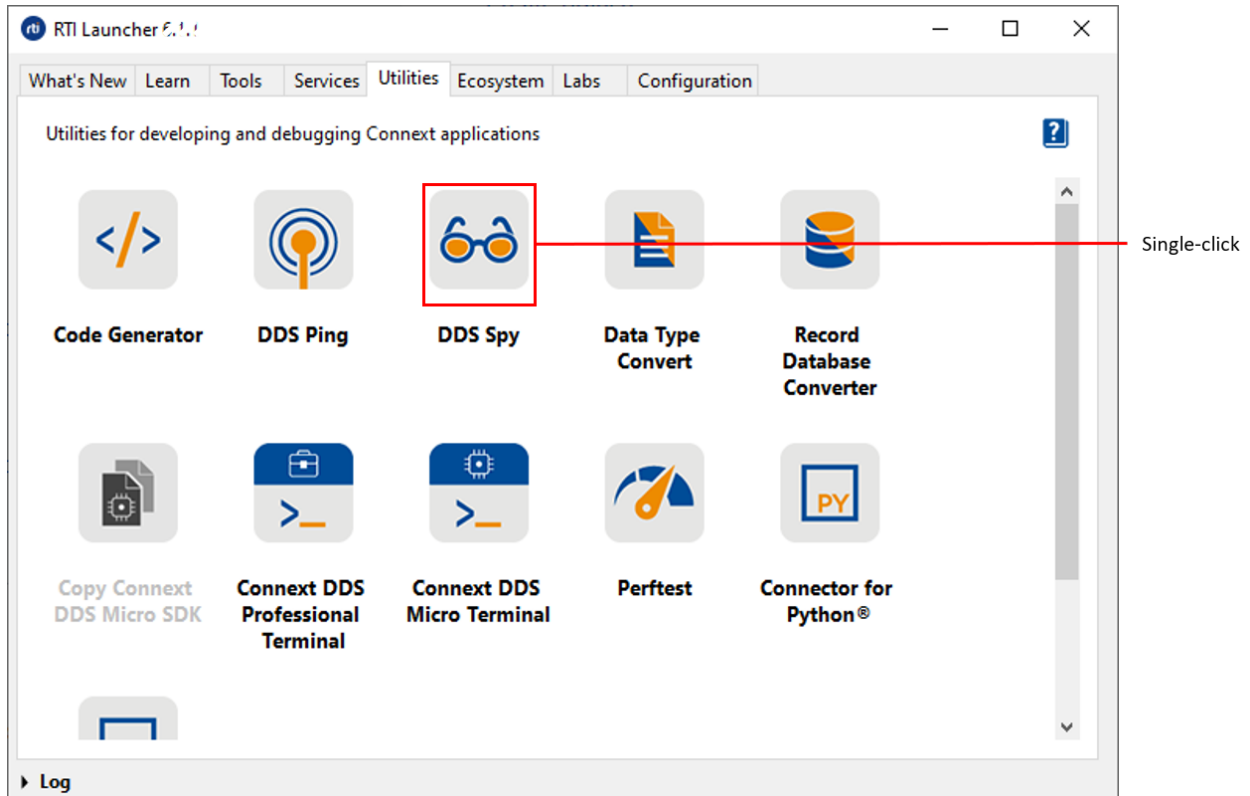 rti RTI Launcher
What's New Learn Tools Services Utilities Ecosystem Labs Configuration
Utilities for developing and debugging Connext applications
?
</>
Single-click
Code Generator DDS Ping DDS Spy Data Type Record
Convert Database
Converter
>_ >_ PY
Copy Connext Connext DDS Connext DDS Perftest Connector for
DDS Micro SDK Professional Micro Terminal Python®
Terminal
Log